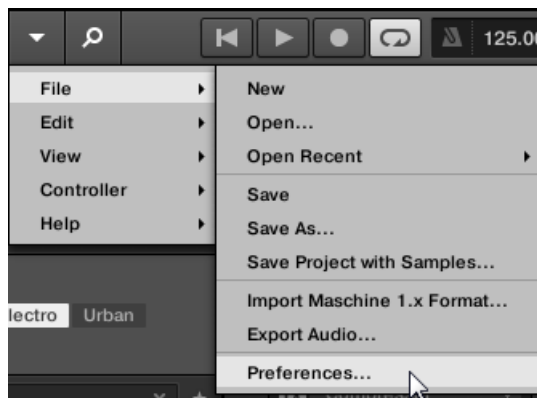 125.00
File
Edit
View
Controller
Help
New
Open...
Open Recent
Save
Save As...
Save Project with Samples...
Import Maschine 1.x Format...
Export Audio...
Preferences...
lectro Urban